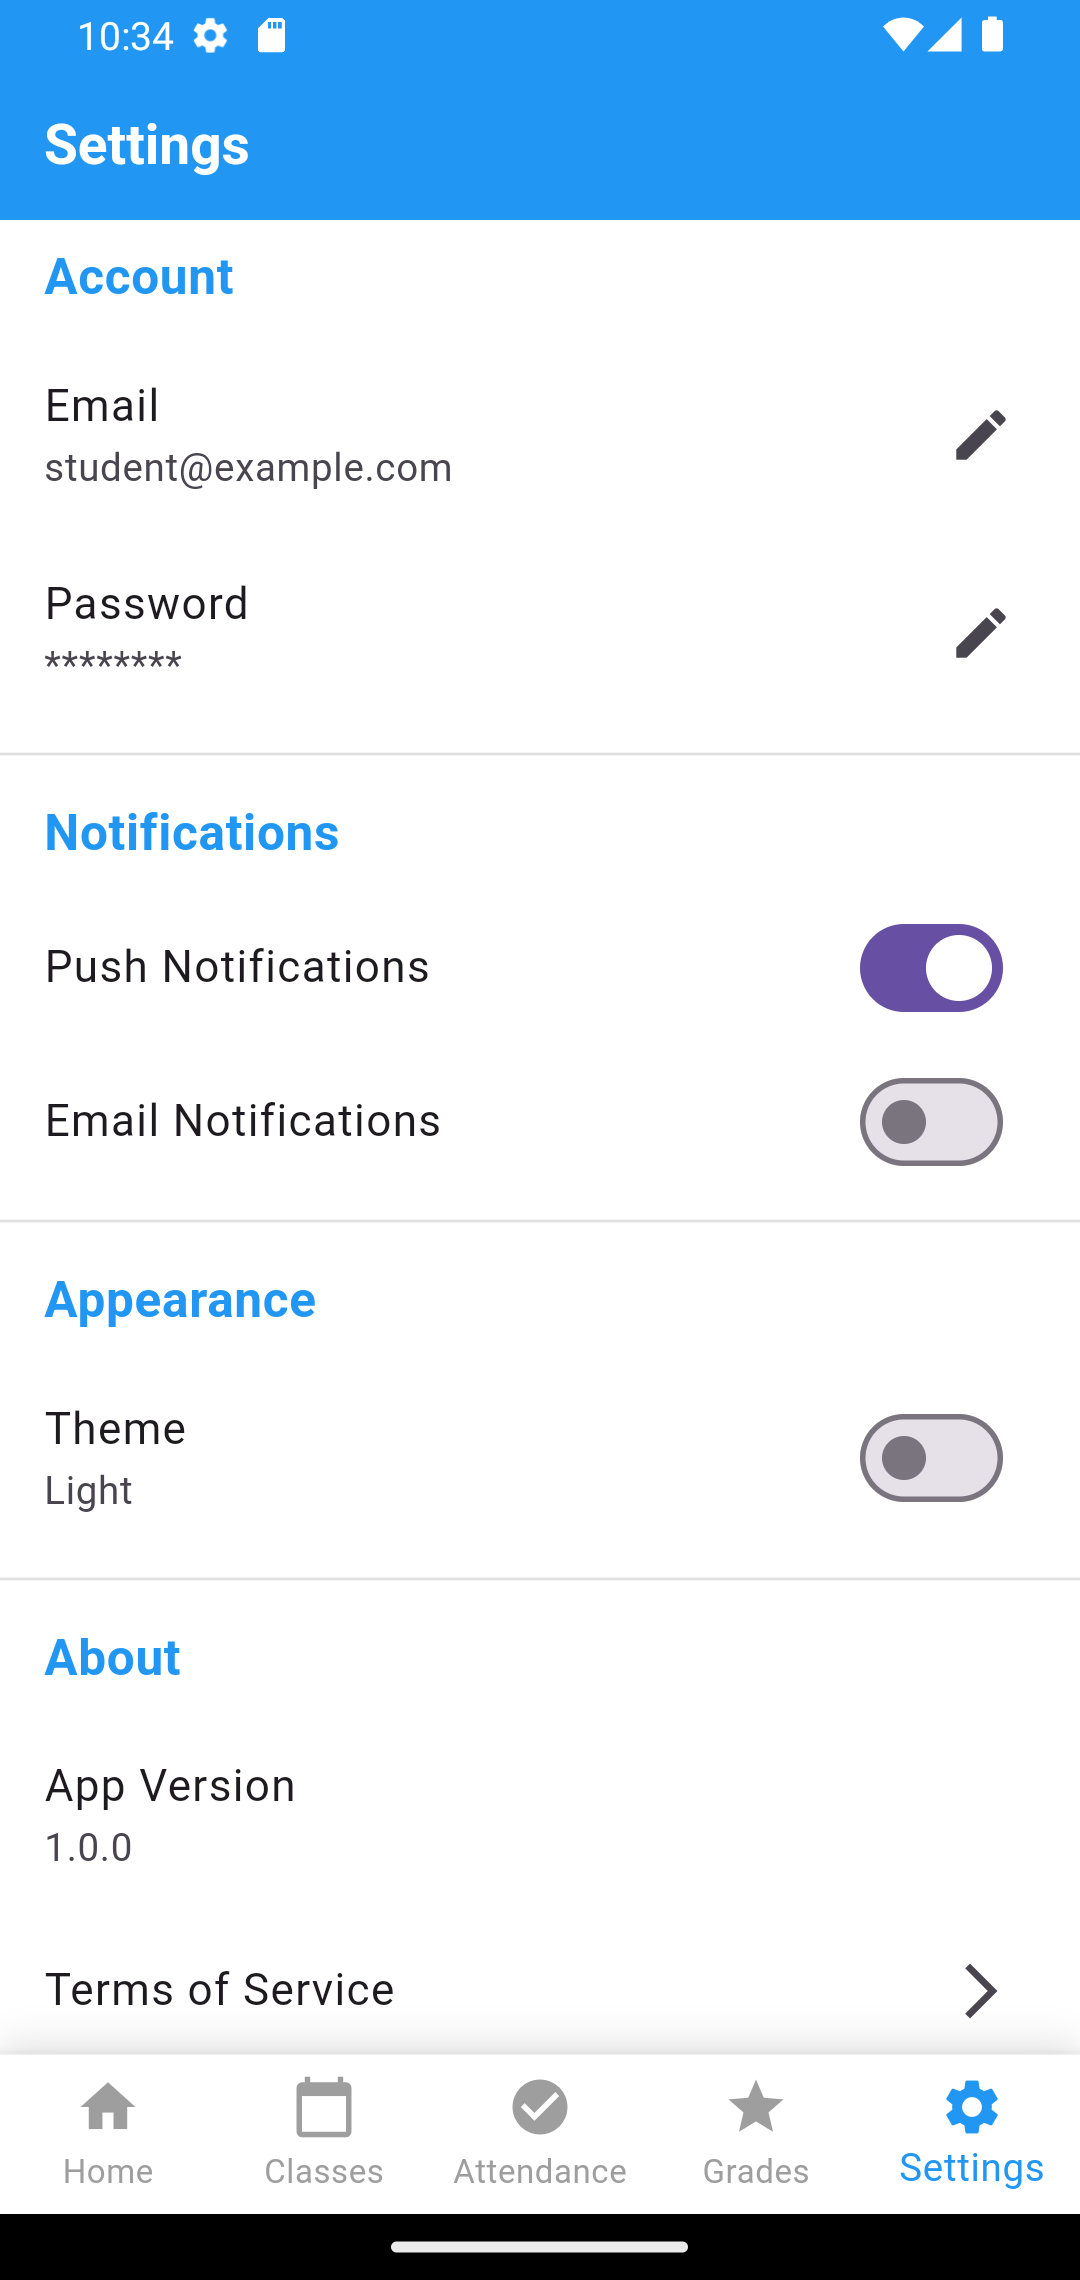 10:34
Settings
Account
Email
student@example.com
Password
********
Notifications
Push Notifications
Email Notifications
Appearance
Theme
Light
About
App Version
1.0.0
Terms of Service
Home
Classes
Attendance
Grades
Settings